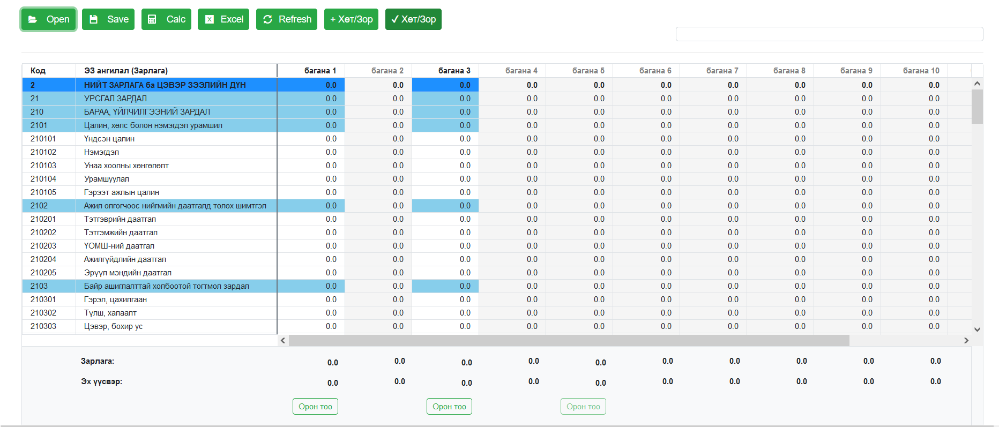 Open Save Calc Excel Refresh + Хөт/Зор ✓ Хөт/Зор
Код ЭЗ ангилал (Зарлага) багана 1 багана 2 багана 3 багана 4 багана 5 багана 6 багана 7 багана 8 багана 9 багана 10
2 НИЙТ ЗАРЛАГА ба ЦЭВЭР ЗЭЭЛИЙН ДҮН 0.0 0.0 0.0 0.0 0.0 0.0 0.0 0.0 0.0 0.0
21 УРСГАЛ ЗАРДАЛ 0.0 0.0 0.0 0.0 0.0 0.0 0.0 0.0 0.0 0.0
210 БАРАА, ҮЙЛЧИЛГЭЭНИЙ ЗАРДАЛ 0.0 0.0 0.0 0.0 0.0 0.0 0.0 0.0 0.0 0.0
2101 Цалин, хөлс болон нэмэгдэл урамшил 0.0 0.0 0.0 0.0 0.0 0.0 0.0 0.0 0.0 0.0
210101 Үндсэн цалин 0.0 0.0 0.0 0.0 0.0 0.0 0.0 0.0 0.0 0.0
210102 Нэмэгдэл 0.0 0.0 0.0 0.0 0.0 0.0 0.0 0.0 0.0 0.0
210103 Унаа хоолны хөнгөлөлт 0.0 0.0 0.0 0.0 0.0 0.0 0.0 0.0 0.0 0.0
210104 Урамшуулал 0.0 0.0 0.0 0.0 0.0 0.0 0.0 0.0 0.0 0.0
210105 Гэрээт ажлын цалин 0.0 0.0 0.0 0.0 0.0 0.0 0.0 0.0 0.0 0.0
2102 Ажил олгогчоос нийгмийн даатгалд төлөх шимтгэл 0.0 0.0 0.0 0.0 0.0 0.0 0.0 0.0 0.0 0.0
210201 Тэтгэврийн даатгал 0.0 0.0 0.0 0.0 0.0 0.0 0.0 0.0 0.0 0.0
210202 Тэтгэмжийн даатгал 0.0 0.0 0.0 0.0 0.0 0.0 0.0 0.0 0.0 0.0
210203 ҮОМШ-ний даатгал 0.0 0.0 0.0 0.0 0.0 0.0 0.0 0.0 0.0 0.0
210204 Ажилгүйдлийн даатгал 0.0 0.0 0.0 0.0 0.0 0.0 0.0 0.0 0.0 0.0
210205 Эрүүл мэндийн даатгал 0.0 0.0 0.0 0.0 0.0 0.0 0.0 0.0 0.0 0.0
2103 Байр ашиглалттай холбоотой тогтмол зардал 0.0 0.0 0.0 0.0 0.0 0.0 0.0 0.0 0.0 0.0
210301 Гэрэл, цахилгаан 0.0 0.0 0.0 0.0 0.0 0.0 0.0 0.0 0.0 0.0
210302 Түлш, халаалт 0.0 0.0 0.0 0.0 0.0 0.0 0.0 0.0 0.0 0.0
210303 Цэвэр, бохир ус 0.0 0.0 0.0 0.0 0.0 0.0 0.0 0.0 0.0 0.0
Зарлага: 0.0 0.0 0.0 0.0 0.0 0.0 0.0 0.0 0.0 0.0
Эх үүсвэр: 0.0 0.0 0.0 0.0 0.0 0.0 0.0 0.0 0.0 0.0
Орон тоо Орон тоо Орон тоо